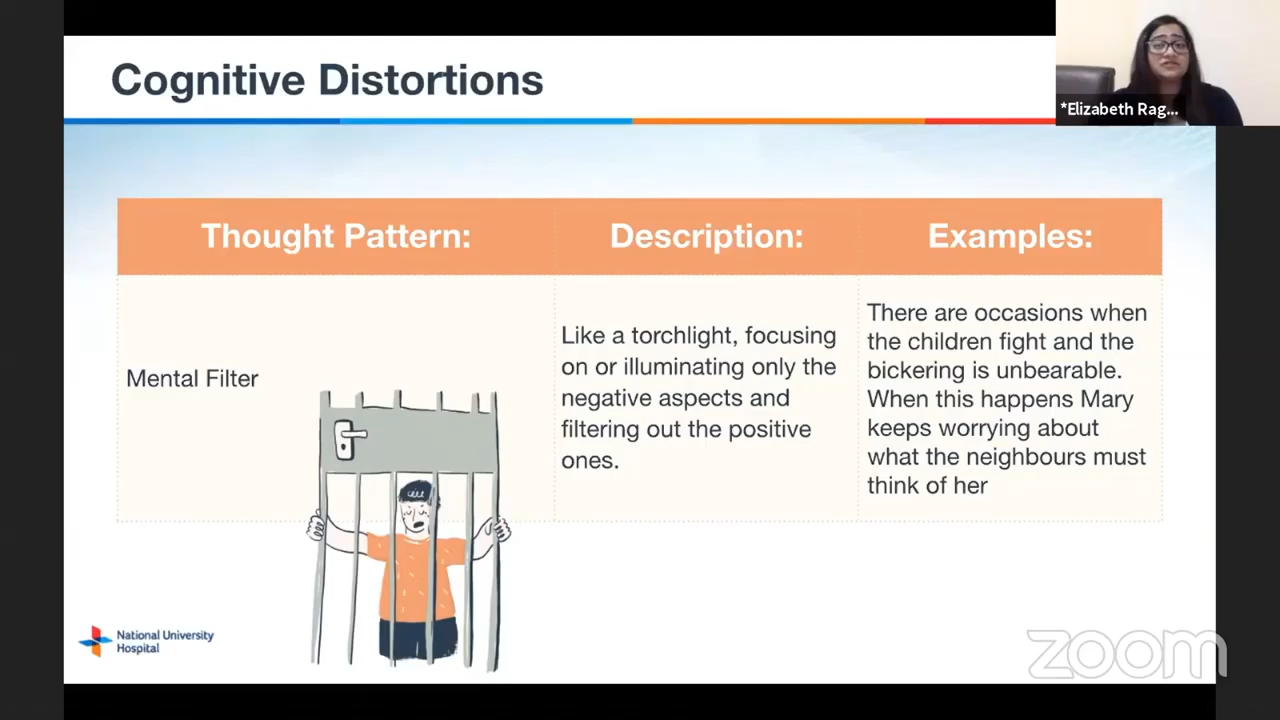 Cognitive Distortions
*Elizabeth Rag...
Thought Pattern:
Description:
Examples:
Mental Filter
Like a torchlight, focusing
on or illuminating only the
negative aspects and
filtering out the positive
ones.
There are occasions when
the children fight and the
bickering is unbearable.
When this happens Mary
keeps worrying about
what the neighbours must
think of her
National University
Hospital
zoom